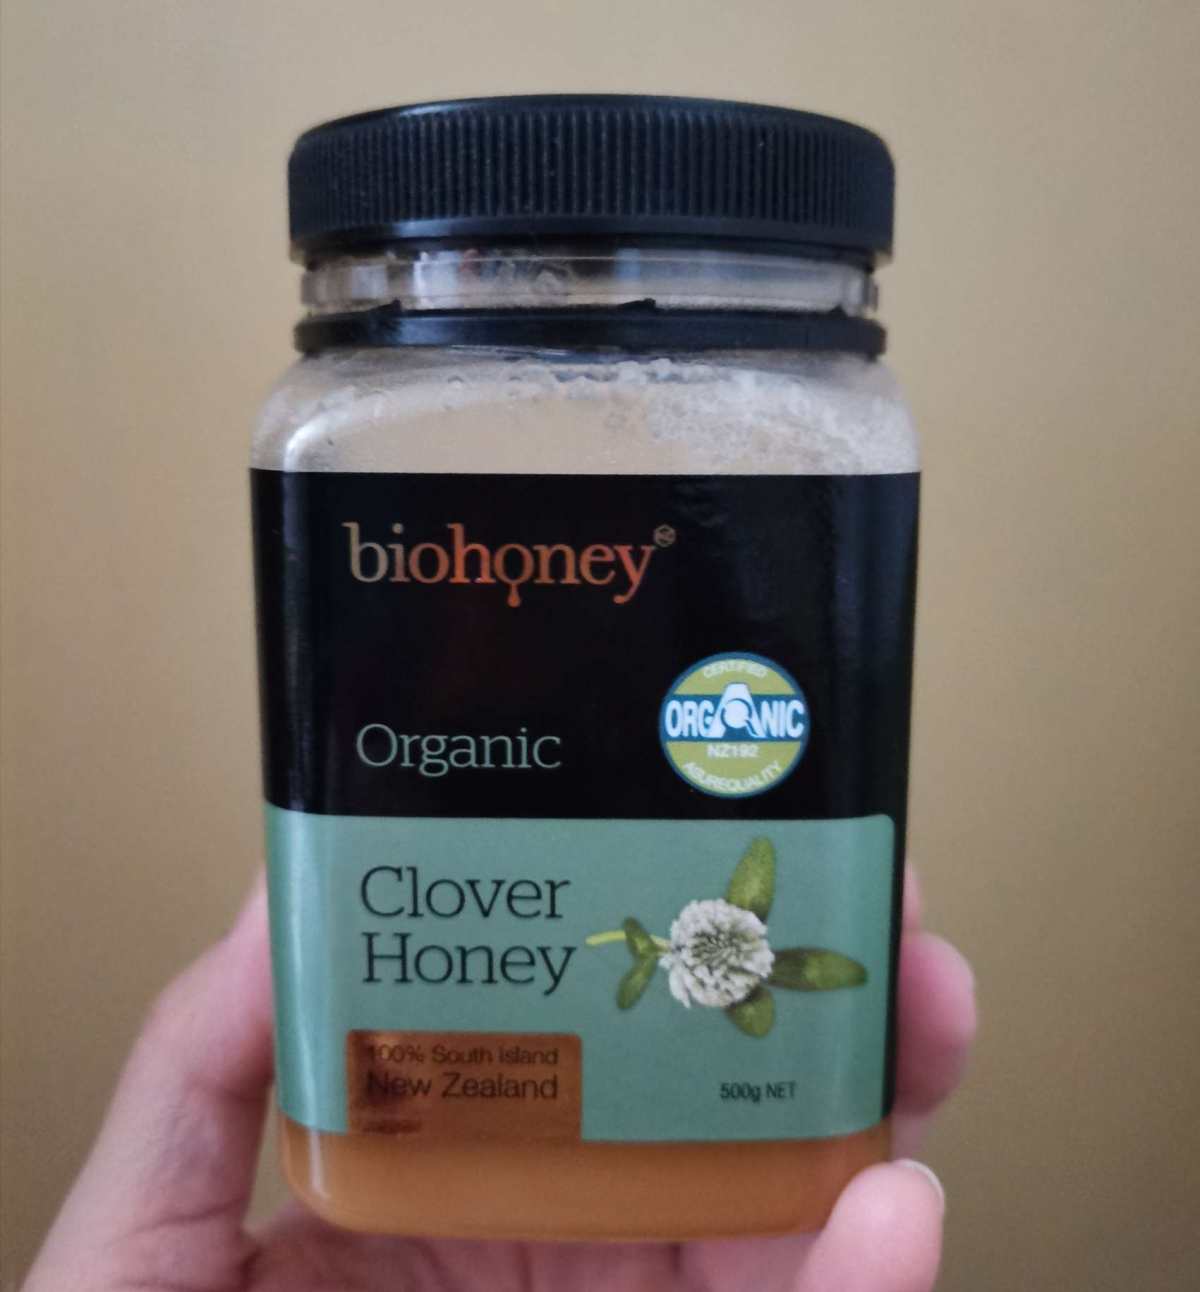 biohoney
Organic
CERTIFIED
ORGANIC
NZ192
ASUREQUALITY
Clover
Honey
100% South Island
New Zealand
500g NET